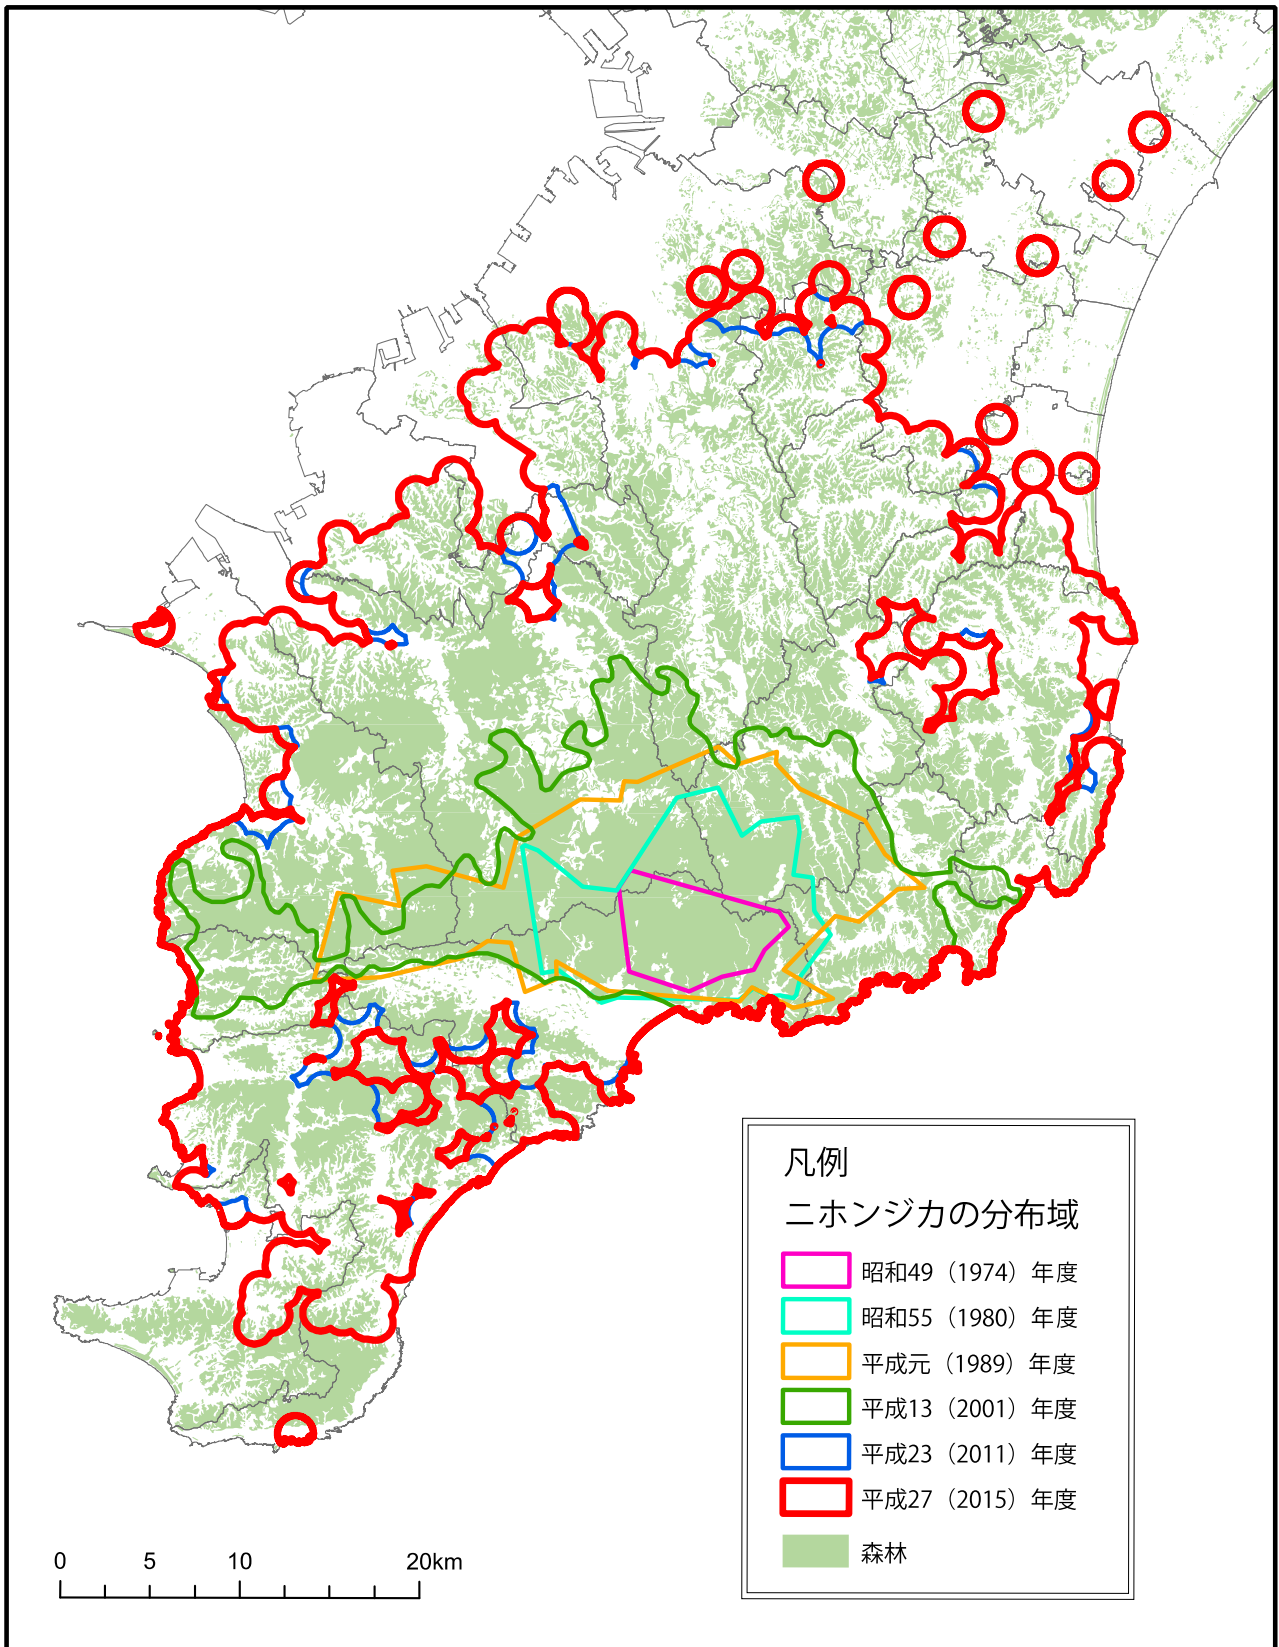 凡例
ニホンジカの分布域
昭和49（1974）年度
昭和55（1980）年度
平成元（1989）年度
平成13（2001）年度
平成23（2011）年度
平成27（2015）年度
森林
0 5 10 20km